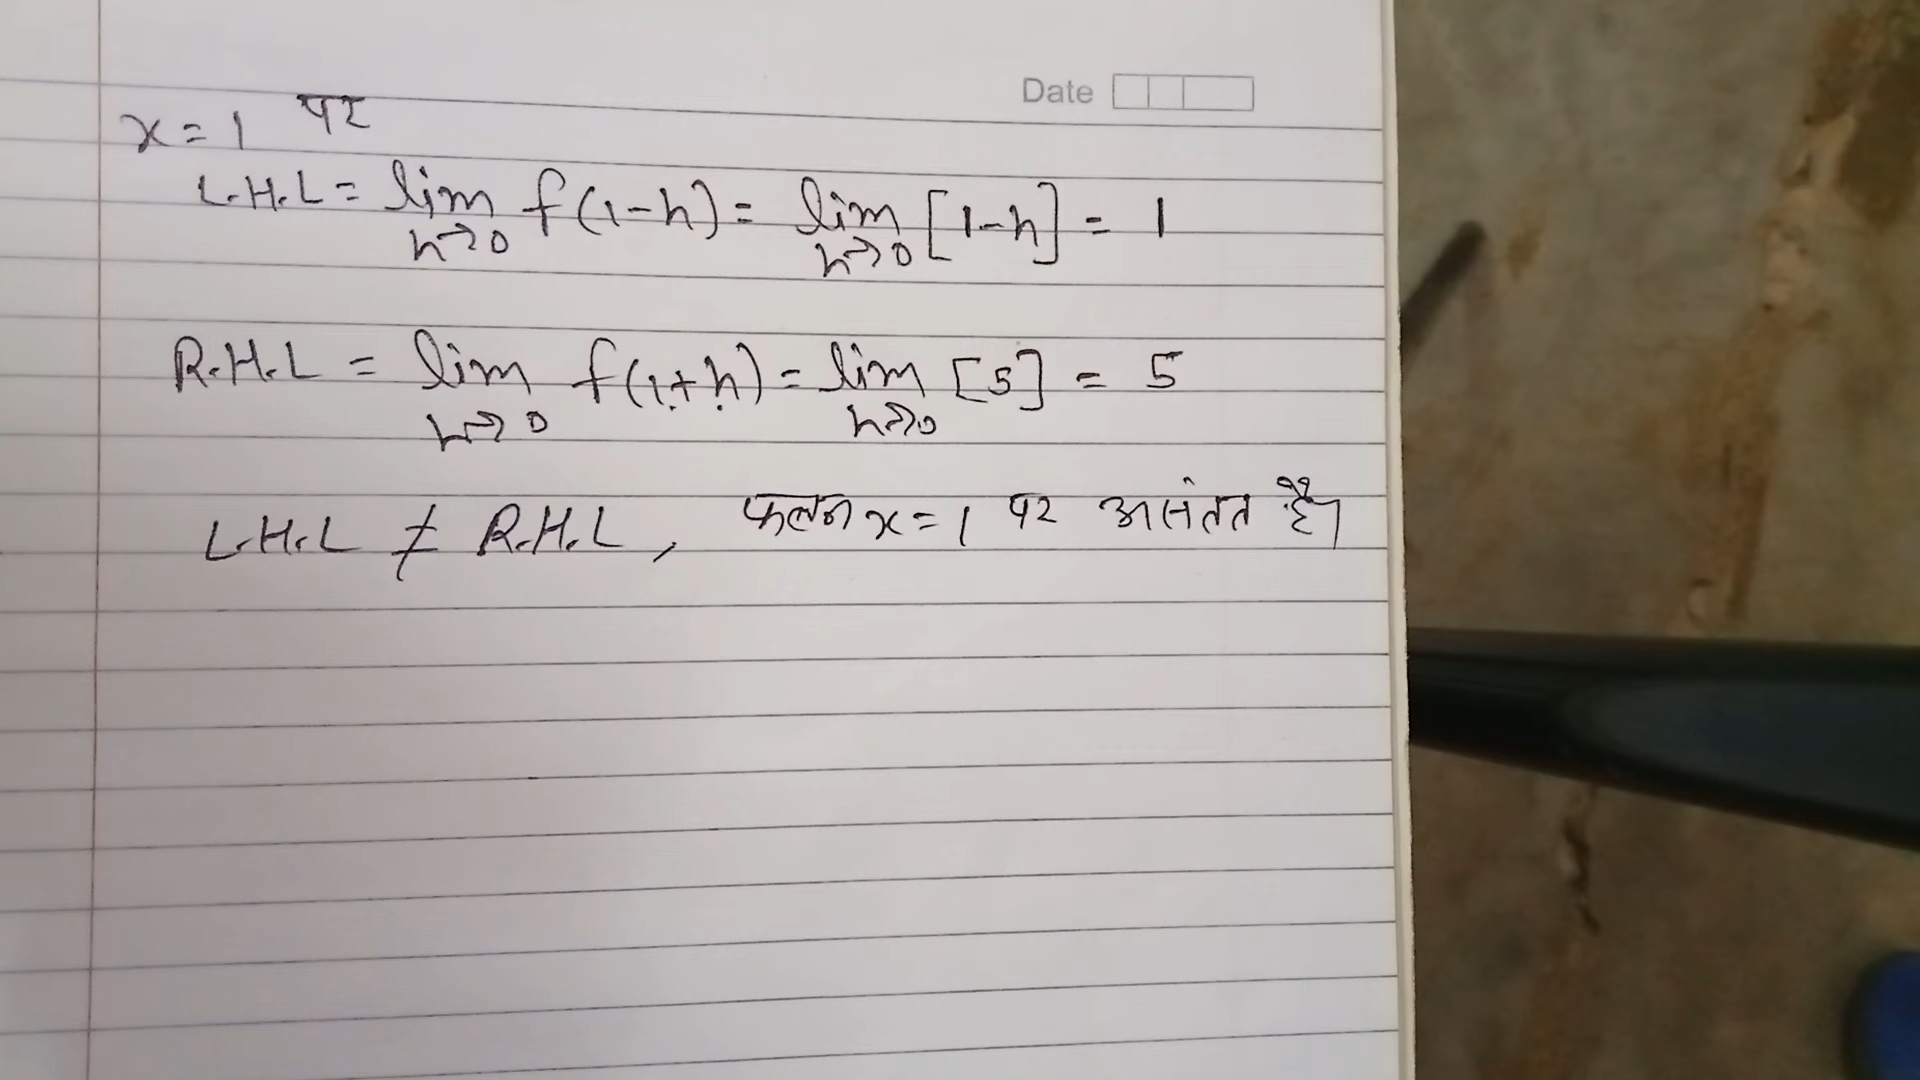 Date
x = 1 पर
L.H.L = lim f(1-h) = lim [1-h] = 1
h→0 h→0
R.H.L = lim f(1+h) = lim [5] = 5
h→0 h→0
L.H.L ≠ R.H.L, फलन x = 1 पर असंतत है।